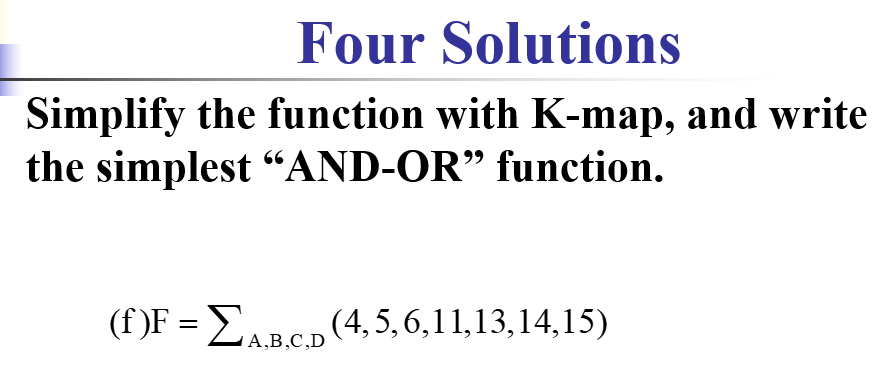 Four Solutions
Simplify the function with K-map, and write
the simplest “AND-OR” function.
(f)F = ∑A,B,C,D (4,5,6,11,13,14,15)